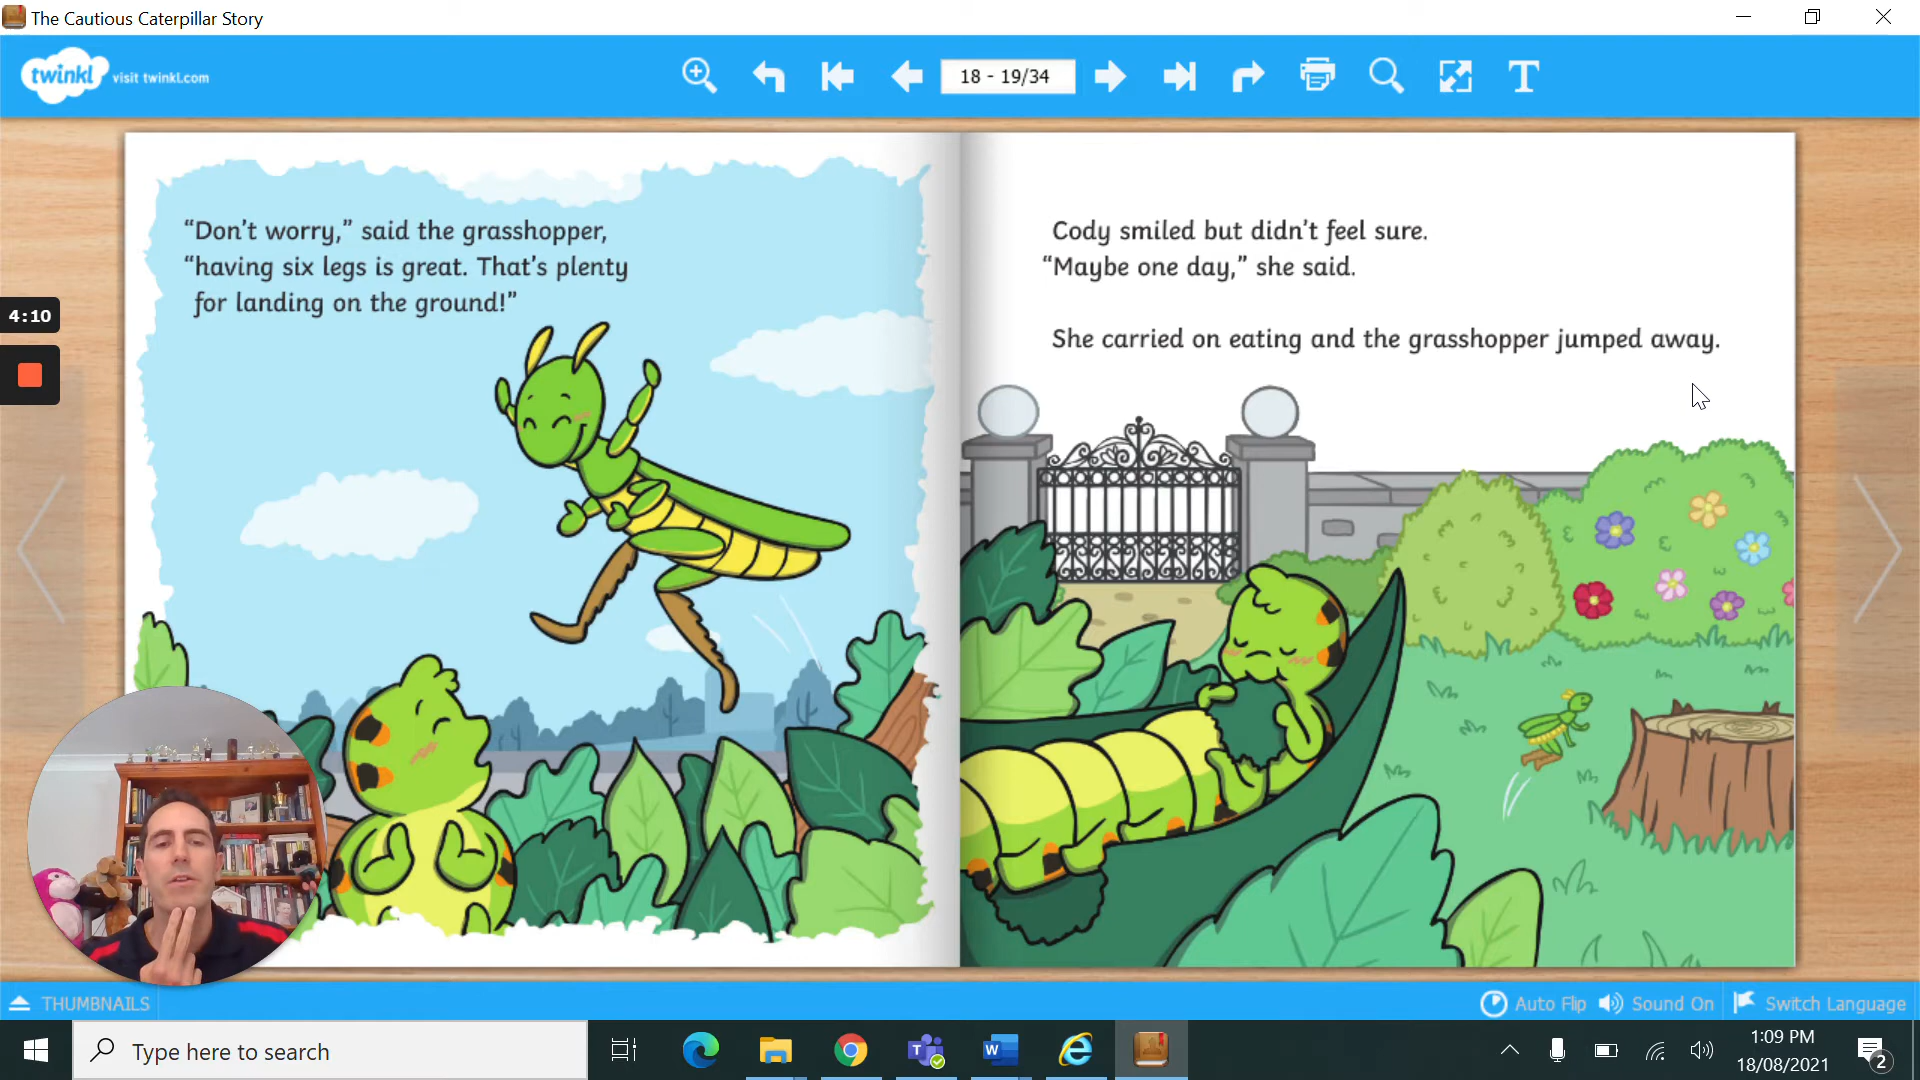 The Cautious Caterpillar Story
twinkl visit twinkl.com
18 - 19/34
T
“Don’t worry,” said the grasshopper,
“having six legs is great. That’s plenty
for landing on the ground!”
Cody smiled but didn’t feel sure.
“Maybe one day,” she said.
She carried on eating and the grasshopper jumped away.
4:10
THUMBNAILS
Auto Flip
Sound On
Switch Language
Type here to search
1:09 PM
18/08/2021
2